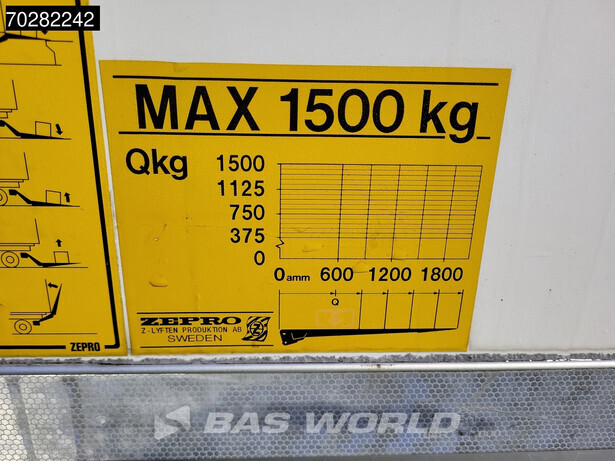 70282242
MAX 1500 kg
Qkg 1500
1125
750
375
0
0 amm 600 1200 1800
Q
ZEPRO
Z-LYFTEN PRODUKTION AB
SWEDEN
ZEPRO
BAS WORLD